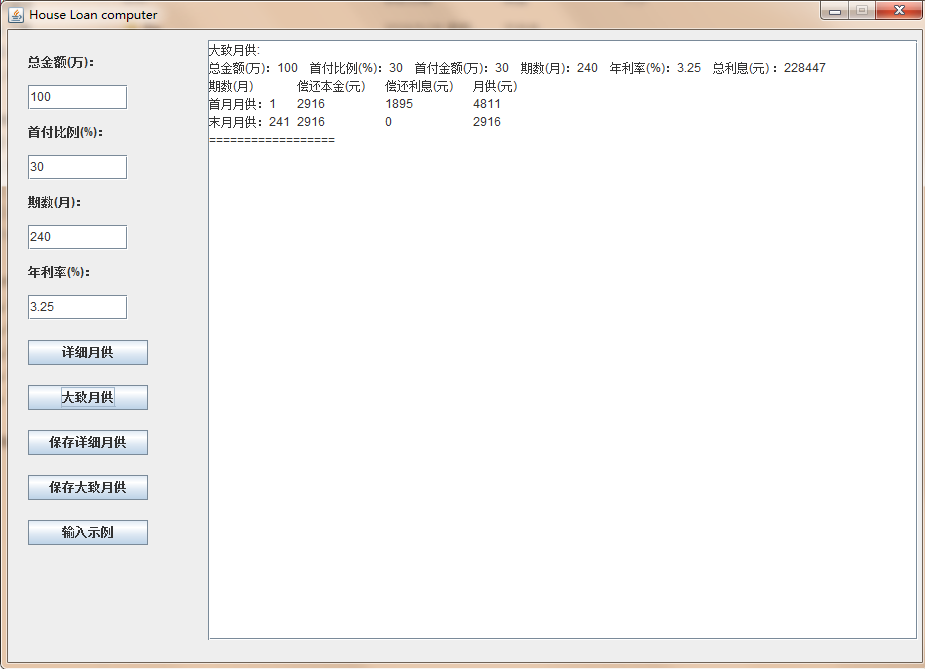 House Loan computer
总金额(万)：
100
首付比例(%)：
30
期数(月)：
240
年利率(%)：
3.25
详细月供
大致月供
保存详细月供
保存大致月供
输入示例
大致月供:
总金额(万)：100 首付比例(%)：30 首付金额(万)：30 期数(月)：240 年利率(%)：3.25 总利息(元)：228447
期数(月) 偿还本金(元) 偿还利息(元) 月供(元)
首月月供：1 2916 1895 4811
末月月供：241 2916 0 2916
==================